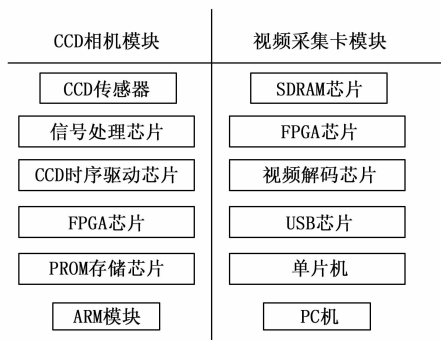 CCD相机模块
视频采集卡模块
CCD传感器
SDRAM芯片
信号处理芯片
FPGA芯片
CCD时序驱动芯片
视频解码芯片
FPGA芯片
USB芯片
PROM存储芯片
单片机
ARM模块
PC机